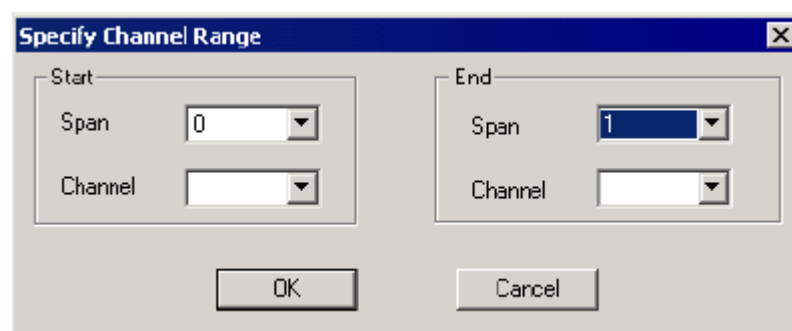 Specify Channel Range
Start
End
Span 0
Span 1
Channel
Channel
OK
Cancel